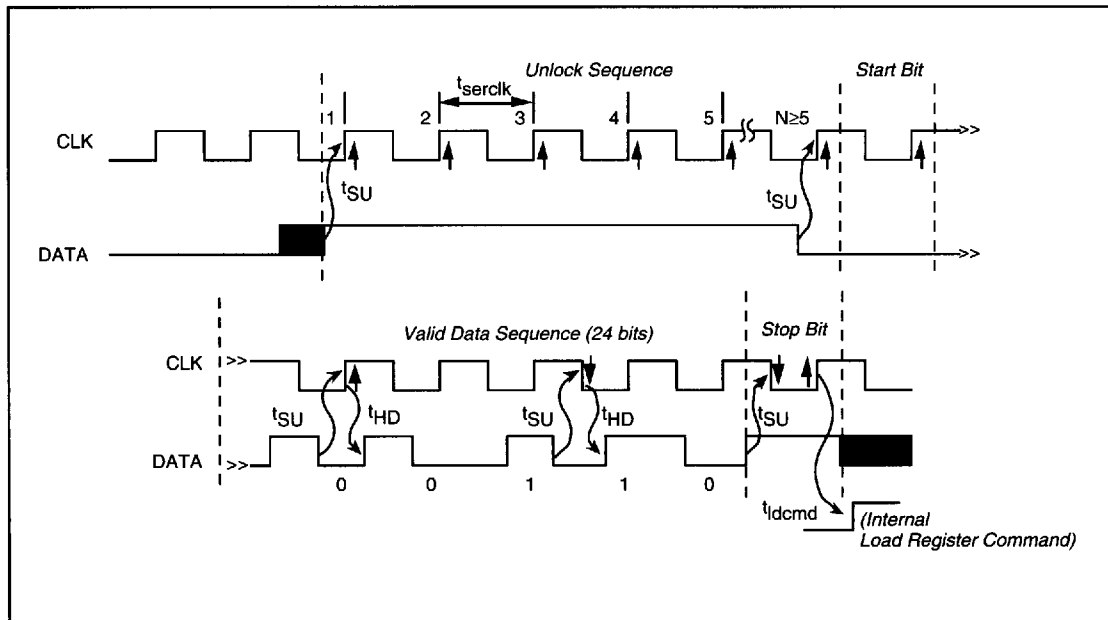 Unlock Sequence Start Bit
t_serclk
1 2 3 4 5 N≥5
CLK >>
t_SU t_SU
DATA >>
Valid Data Sequence (24 bits) Stop Bit
CLK >>
t_SU t_HD t_SU t_HD t_SU
DATA >>
0 0 1 1 0
t_ldcmd (Internal
Load Register Command)